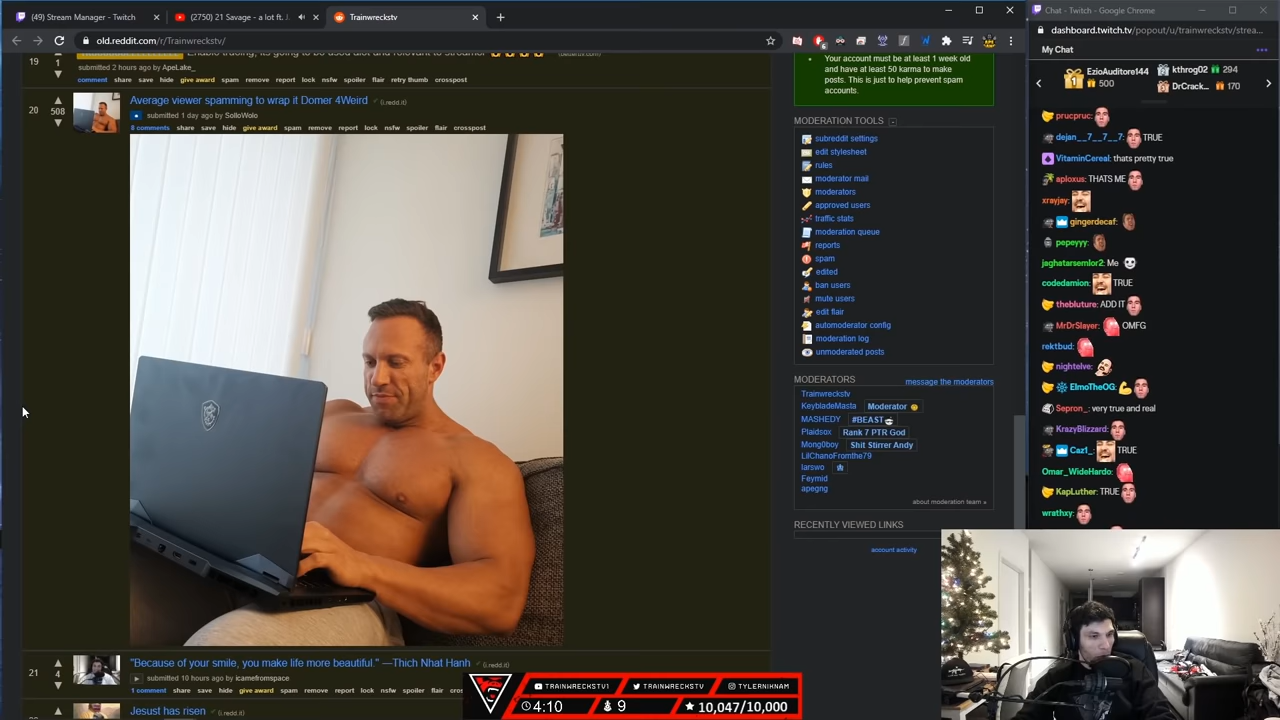 (49) Stream Manager - Twitch
(2750) 21 Savage - a lot ft. J.
Trainwreckstv
old.reddit.com/r/Trainwreckstv/
19
1
submitted 2 hours ago by ApeLake_
comment share save hide give award spam remove report lock nsfw spoiler flair retry thumb crosspost
20
508
Average viewer spamming to wrap it Domer 4Weird (i.redd.it)
submitted 1 day ago by SolloWolo
8 comments share save hide give award spam remove report lock nsfw spoiler flair crosspost
21
"Because of your smile, you make life more beautiful." —Thich Nhat Hanh (i.redd.it)
submitted 10 hours ago by icamefromspace
1 comment share save hide give award spam remove report lock nsfw spoiler flair
Jesust has risen (i.redd.it)
Your account must be at least 1 week old
and have at least 50 karma to make
posts. This is just to help prevent spam
accounts.
MODERATION TOOLS
subreddit settings
edit stylesheet
rules
moderator mail
moderators
approved users
traffic stats
moderation queue
reports
spam
edited
ban users
mute users
edit flair
automoderator config
moderation log
unmoderated posts
MODERATORS message the moderators
Trainwreckstv
KeybladeMasta Moderator
MASHEDY #BEAST
Plaidsox Rank 7 PTR God
Mong0boy Shit Stirrer Andy
LilChanoFromthe79
larswo
Feymid
apegng
about moderation team »
RECENTLY VIEWED LINKS
account activity
Chat - Twitch - Google Chrome
dashboard.twitch.tv/popout/u/trainwreckstv/strea...
My Chat
EzioAuditore144
500
kthrog02 294
DrCrack... 170
prucpruc:
dejan__7__7__7: TRUE
VitaminCereal: thats pretty true
aploxus: THATS ME
xrayjay:
gingerdecaf:
pepeyyy:
jaghatarsemlor2: Me
codedamion: TRUE
thebluture: ADD IT
MrDrSlayer: OMFG
rektbud:
nightelve:
ElmoTheOG:
Sepron_: very true and real
KrazyBlizzard:
Caz1_: TRUE
Omar_WideHardo:
KapLuther: TRUE
wrathxy:
TRAINWRECKSTV1 TRAINWRECKSTV TYLERNIKNAM
4:10 9 10,047/10,000